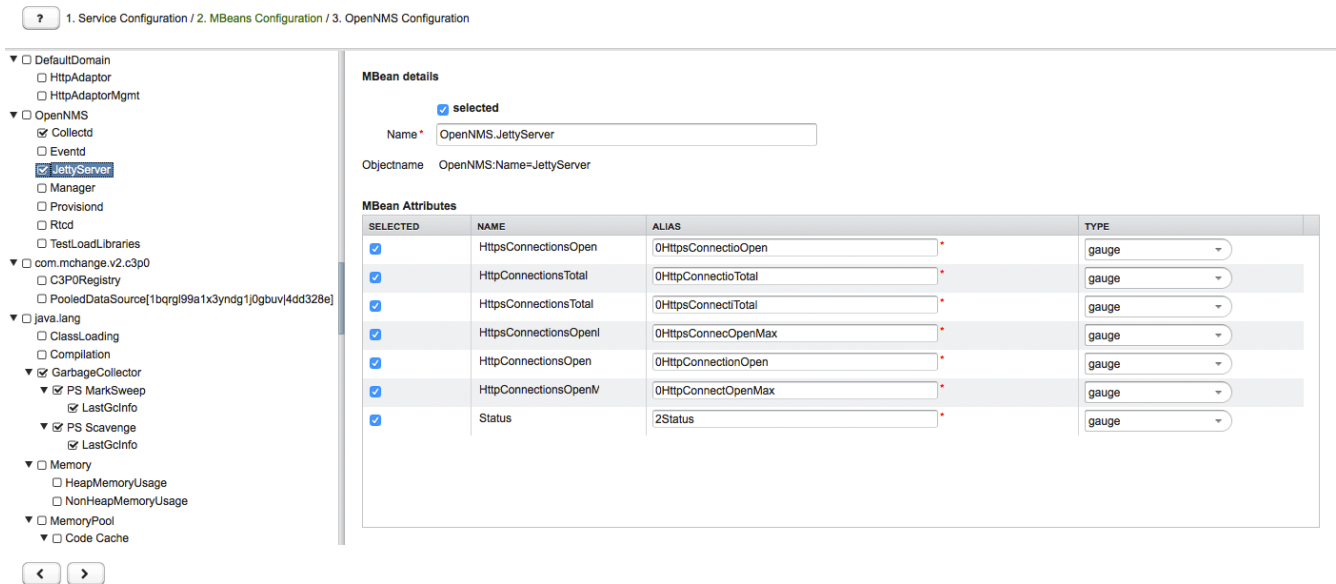 ? 1. Service Configuration / 2. MBeans Configuration / 3. OpenNMS Configuration
DefaultDomain
HttpAdaptor
HttpAdaptorMgmt
OpenNMS
Collectd
Eventd
JettyServer
Manager
Provisiond
Rtcd
TestLoadLibraries
com.mchange.v2.c3p0
C3P0Registry
PooledDataSource[1bqrgl99a1x3yndg1j0gbuv|4dd328e]
java.lang
ClassLoading
Compilation
GarbageCollector
PS MarkSweep
LastGcInfo
PS Scavenge
LastGcInfo
Memory
HeapMemoryUsage
NonHeapMemoryUsage
MemoryPool
Code Cache
MBean details
selected
Name* OpenNMS.JettyServer
Objectname OpenNMS:Name=JettyServer
MBean Attributes
SELECTED NAME ALIAS TYPE
HttpsConnectionsOpen 0HttpsConnectioOpen * gauge
HttpConnectionsTotal 0HttpConnectioTotal * gauge
HttpsConnectionsTotal 0HttpsConnectiTotal * gauge
HttpsConnectionsOpenI 0HttpsConnecOpenMax * gauge
HttpConnectionsOpen 0HttpConnectionOpen * gauge
HttpConnectionsOpenM 0HttpConnectOpenMax * gauge
Status 2Status * gauge